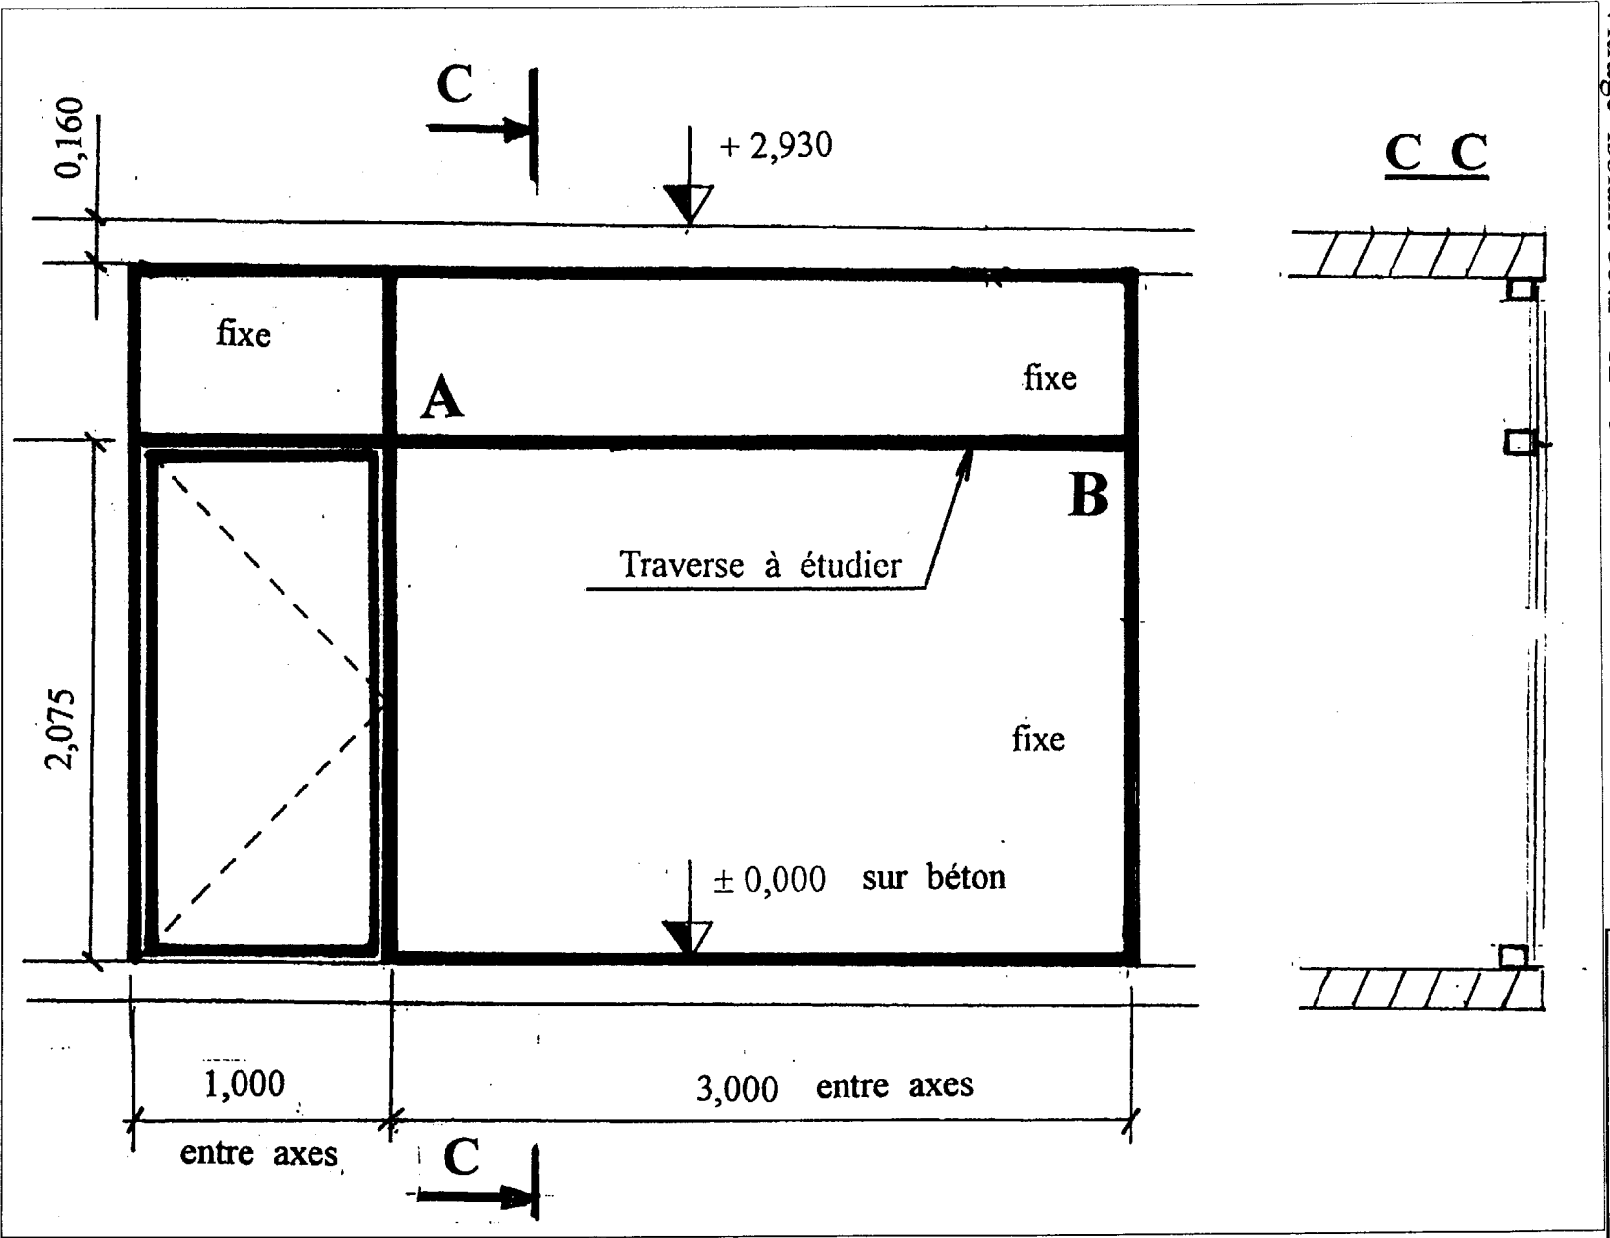 C
0,160
+ 2,930
C C
fixe
fixe
A
B
Traverse à étudier
2,075
fixe
± 0,000 sur béton
1,000
3,000 entre axes
entre axes
C